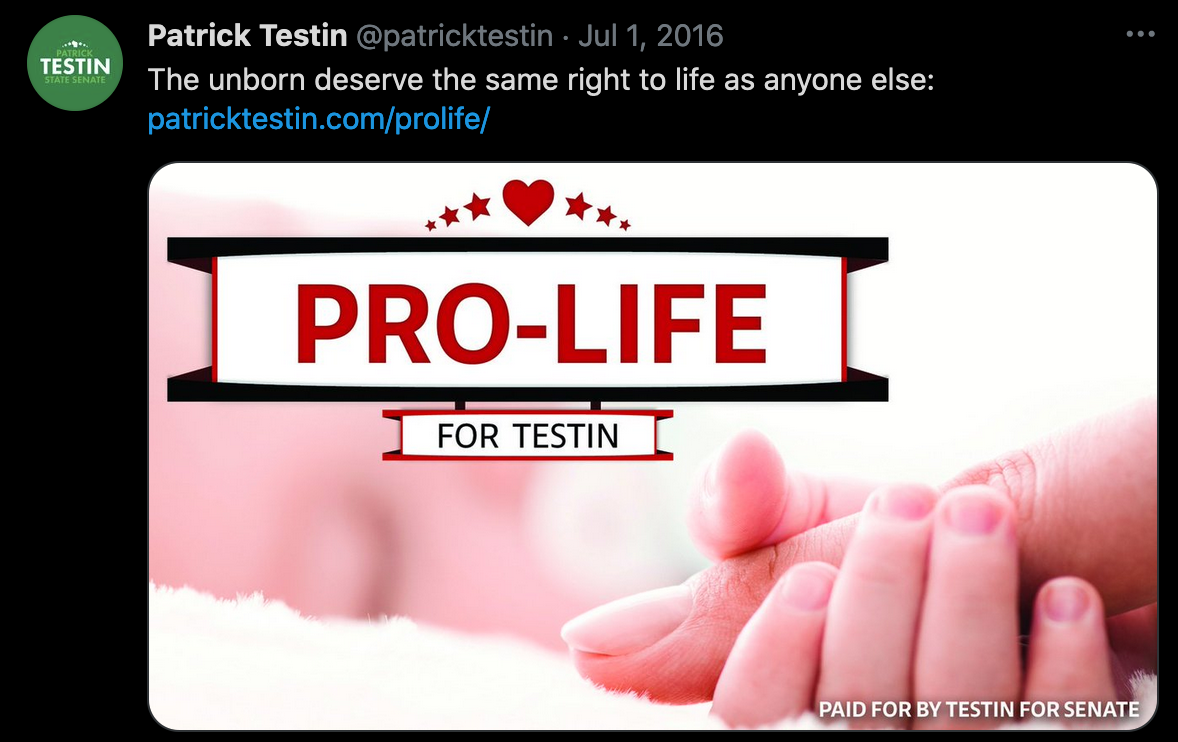 PATRICK
TESTIN
STATE SENATE
Patrick Testin @patricktestin · Jul 1, 2016
The unborn deserve the same right to life as anyone else:
patricktestin.com/prolife/
PRO-LIFE
FOR TESTIN
PAID FOR BY TESTIN FOR SENATE